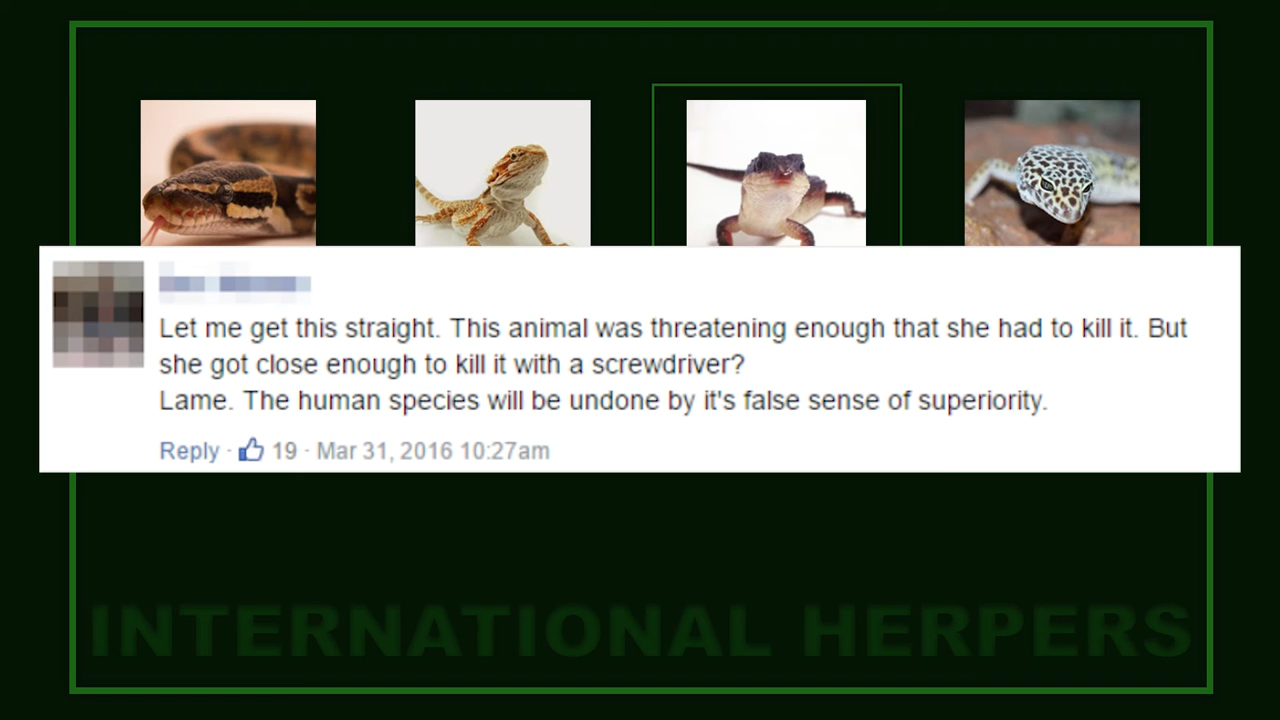 Let me get this straight. This animal was threatening enough that she had to kill it. But
she got close enough to kill it with a screwdriver?
Lame. The human species will be undone by it's false sense of superiority.
Reply · 19 · Mar 31, 2016 10:27am
INTERNATIONAL HERPERS